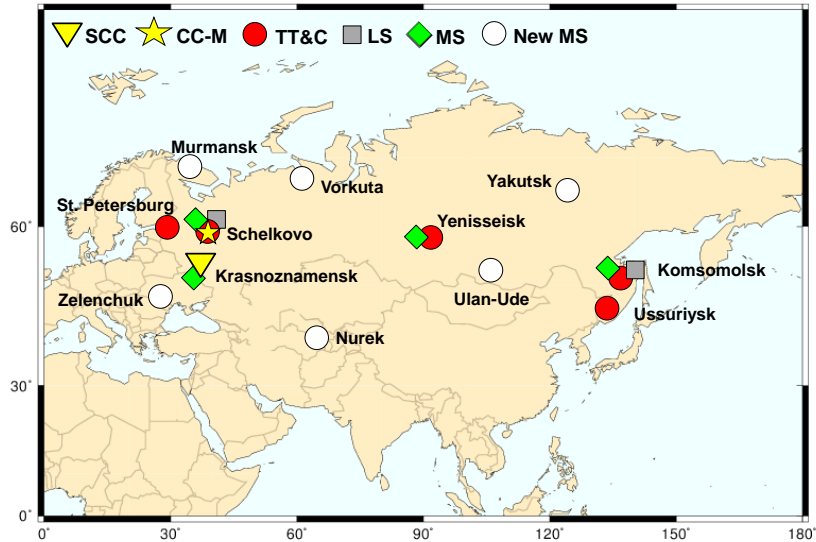 SCC CC-M TT&C LS MS New MS
Murmansk
Vorkuta
Yakutsk
St. Petersburg
Yenisseisk
60°
Schelkovo
Krasnoznamensk
Komsomolsk
Zelenchuk
Ulan-Ude
Ussuriysk
Nurek
30°
0°
0° 30° 60° 90° 120° 150° 180°